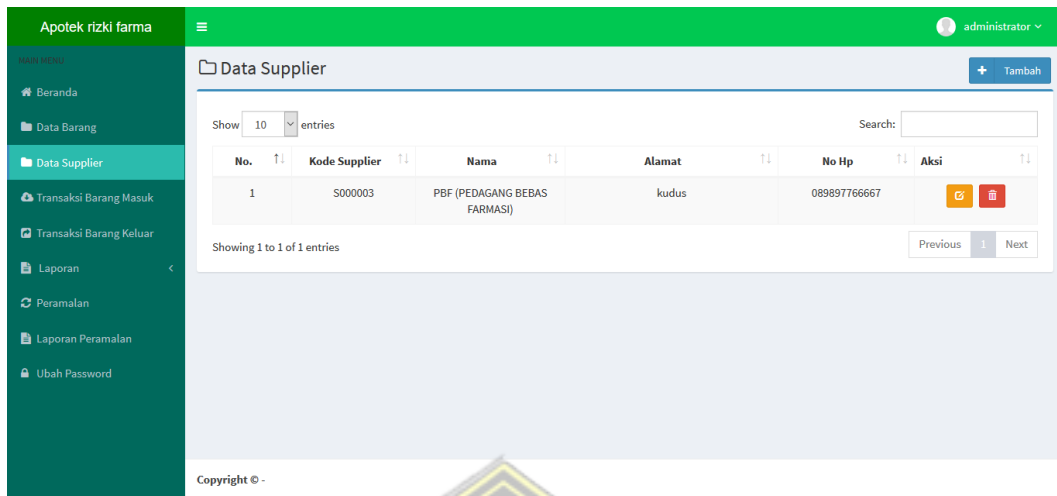 Apotek rizki farma
administrator
MAIN MENU
Beranda
Data Barang
Data Supplier
Transaksi Barang Masuk
Transaksi Barang Keluar
Laporan
Peramalan
Laporan Peramalan
Ubah Password
Data Supplier
Tambah
Show 10 entries
Search:
No. Kode Supplier Nama Alamat No Hp Aksi
1 S000003 PBF (PEDAGANG BEBAS kudus 089897766667
FARMASI)
Showing 1 to 1 of 1 entries
Previous 1 Next
Copyright © -